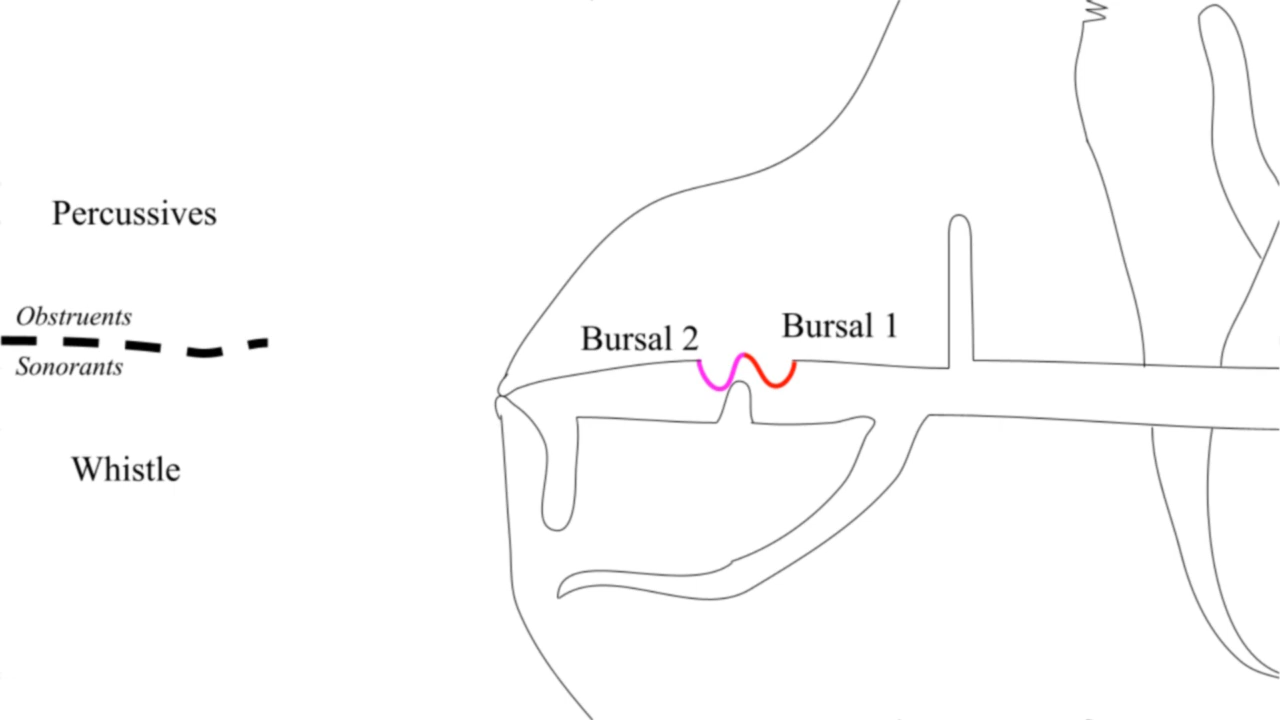 Percussives
Obstruents
Sonorants
Whistle
Bursal 2
Bursal 1